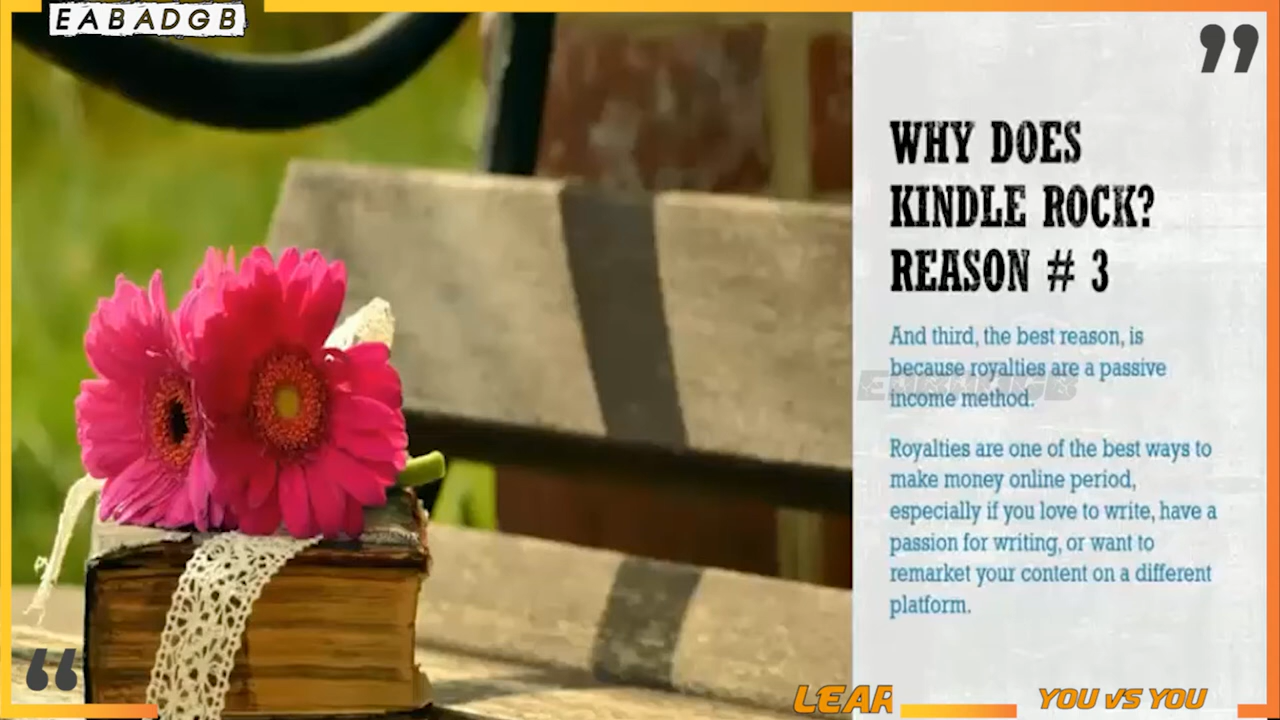 EABADGB
WHY DOES
KINDLE ROCK?
REASON # 3
And third, the best reason, is
because royalties are a passive
income method.
EABADGB
Royalties are one of the best ways to
make money online period,
especially if you love to write, have a
passion for writing, or want to
remarket your content on a different
platform.
LEAR
YOU vS YOU